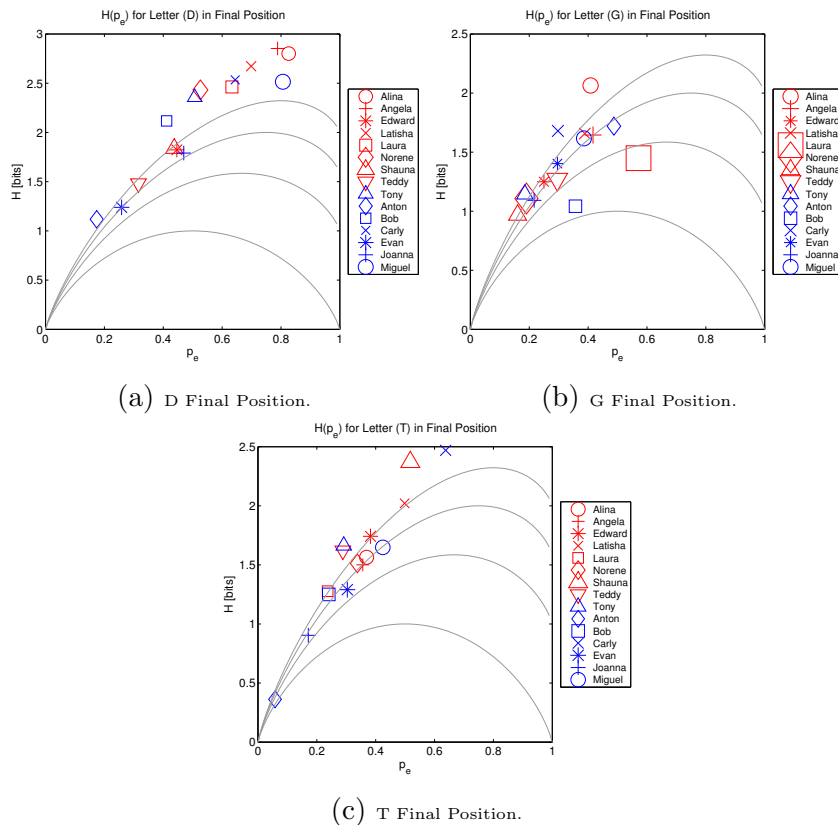 H(pe) for Letter (D) in Final Position
3
2.5
2
1.5
1
0.5
0
H [bits]
0 0.2 0.4 0.6 0.8 1
pe
Alina
Angela
Edward
Latisha
Laura
Norene
Shauna
Teddy
Tony
Anton
Bob
Carly
Evan
Joanna
Miguel
(a) D Final Position.
H(pe) for Letter (G) in Final Position
2.5
2
1.5
1
0.5
0
H [bits]
0 0.2 0.4 0.6 0.8 1
pe
Alina
Angela
Edward
Latisha
Laura
Norene
Shauna
Teddy
Tony
Anton
Bob
Carly
Evan
Joanna
Miguel
(b) G Final Position.
H(pe) for Letter (T) in Final Position
2.5
2
1.5
1
0.5
0
H [bits]
0 0.2 0.4 0.6 0.8 1
pe
Alina
Angela
Edward
Latisha
Laura
Norene
Shauna
Teddy
Tony
Anton
Bob
Carly
Evan
Joanna
Miguel
(c) T Final Position.